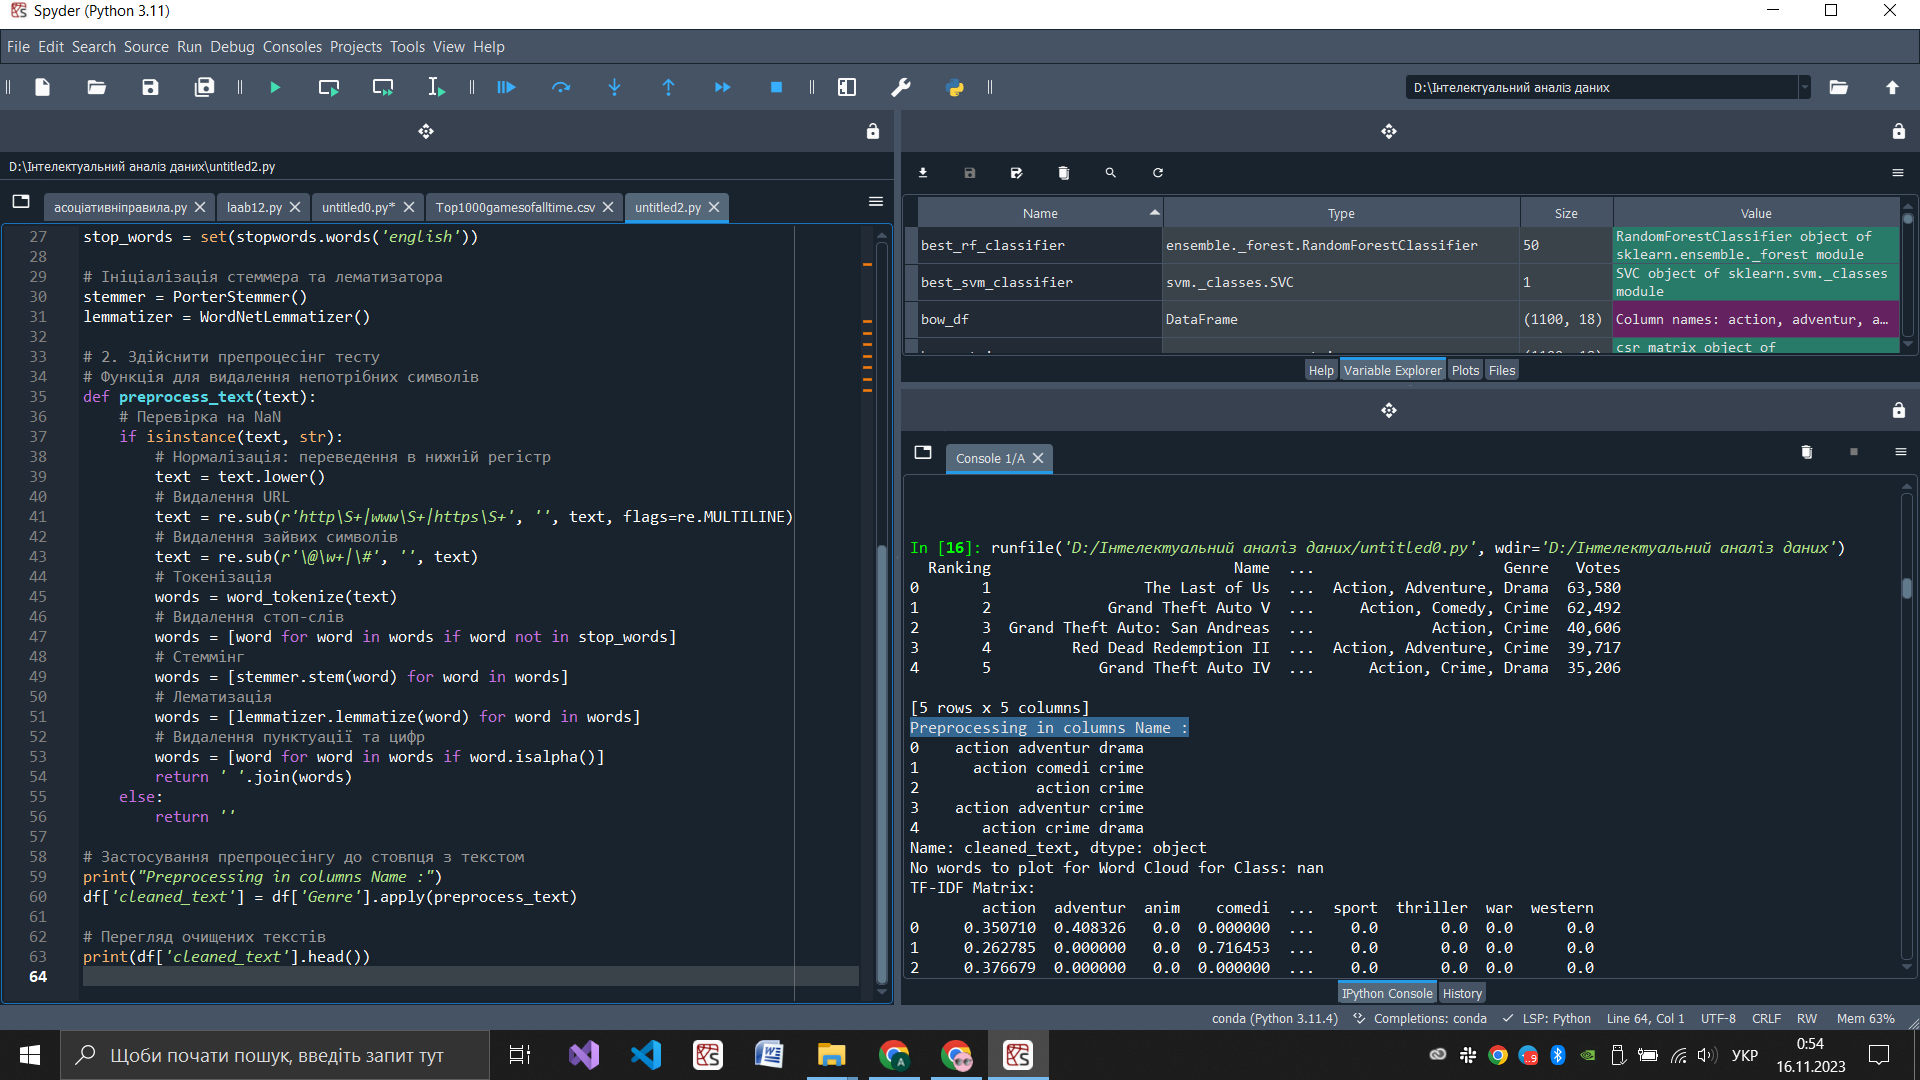 Spyder (Python 3.11)
File Edit Search Source Run Debug Consoles Projects Tools View Help
D:\Інтелектуальний аналіз даних
D:\Інтелектуальний аналіз даних\untitled2.py
асоціативніправила.py
laab12.py
untitled0.py*
Top1000gamesofalltime.csv
untitled2.py
27 stop_words = set(stopwords.words('english'))
28
29 # Ініціалізація стеммера та лематизатора
30 stemmer = PorterStemmer()
31 lemmatizer = WordNetLemmatizer()
32
33 # 2. Здійснити препроцесінг тесту
34 # Функція для видалення непотрібних символів
35 def preprocess_text(text):
36 # Перевірка на NaN
37 if isinstance(text, str):
38 # Нормалізація: переведення в нижній регістр
39 text = text.lower()
40 # Видалення URL
41 text = re.sub(r'http\S+|www\S+|https\S+', '', text, flags=re.MULTILINE)
42 # Видалення зайвих символів
43 text = re.sub(r'\@\w+|\#', '', text)
44 # Токенізація
45 words = word_tokenize(text)
46 # Видалення стоп-слів
47 words = [word for word in words if word not in stop_words]
48 # Стеммінг
49 words = [stemmer.stem(word) for word in words]
50 # Лематизація
51 words = [lemmatizer.lemmatize(word) for word in words]
52 # Видалення пунктуації та цифр
53 words = [word for word in words if word.isalpha()]
54 return ' '.join(words)
55 else:
56 return ''
57
58 # Застосування препроцесінгу до стовпця з текстом
59 print("Preprocessing in columns Name :")
60 df['cleaned_text'] = df['Genre'].apply(preprocess_text)
61
62 # Перегляд очищених текстів
63 print(df['cleaned_text'].head())
64
Name Type Size Value
best_rf_classifier ensemble._forest.RandomForestClassifier 50 RandomForestClassifier object of
sklearn.ensemble._forest module
best_svm_classifier svm._classes.SVC 1 SVC object of sklearn.svm._classes
module
bow_df DataFrame (1100, 18) Column names: action, adventur, a…
csr matrix object of
Help Variable Explorer Plots Files
Console 1/A
In [16]: runfile('D:/Інтелектуальний аналіз даних/untitled0.py', wdir='D:/Інтелектуальний аналіз даних')
Ranking Name ... Genre Votes
0 1 The Last of Us ... Action, Adventure, Drama 63,580
1 2 Grand Theft Auto V ... Action, Comedy, Crime 62,492
2 3 Grand Theft Auto: San Andreas ... Action, Crime 40,606
3 4 Red Dead Redemption II ... Action, Adventure, Crime 39,717
4 5 Grand Theft Auto IV ... Action, Crime, Drama 35,206
[5 rows x 5 columns]
Preprocessing in columns Name :
0 action adventur drama
1 action comedi crime
2 action crime
3 action adventur crime
4 action crime drama
Name: cleaned_text, dtype: object
No words to plot for Word Cloud for Class: nan
TF-IDF Matrix:
action adventur anim comedi ... sport thriller war western
0 0.350710 0.408326 0.0 0.000000 ... 0.0 0.0 0.0 0.0
1 0.262785 0.000000 0.0 0.716453 ... 0.0 0.0 0.0 0.0
2 0.376679 0.000000 0.0 0.000000 ... 0.0 0.0 0.0 0.0
IPython Console History
conda (Python 3.11.4) Completions: conda LSP: Python Line 64, Col 1 UTF-8 CRLF RW Mem 63%
Щоби почати пошук, введіть запит тут
УКР
0:54
16.11.2023